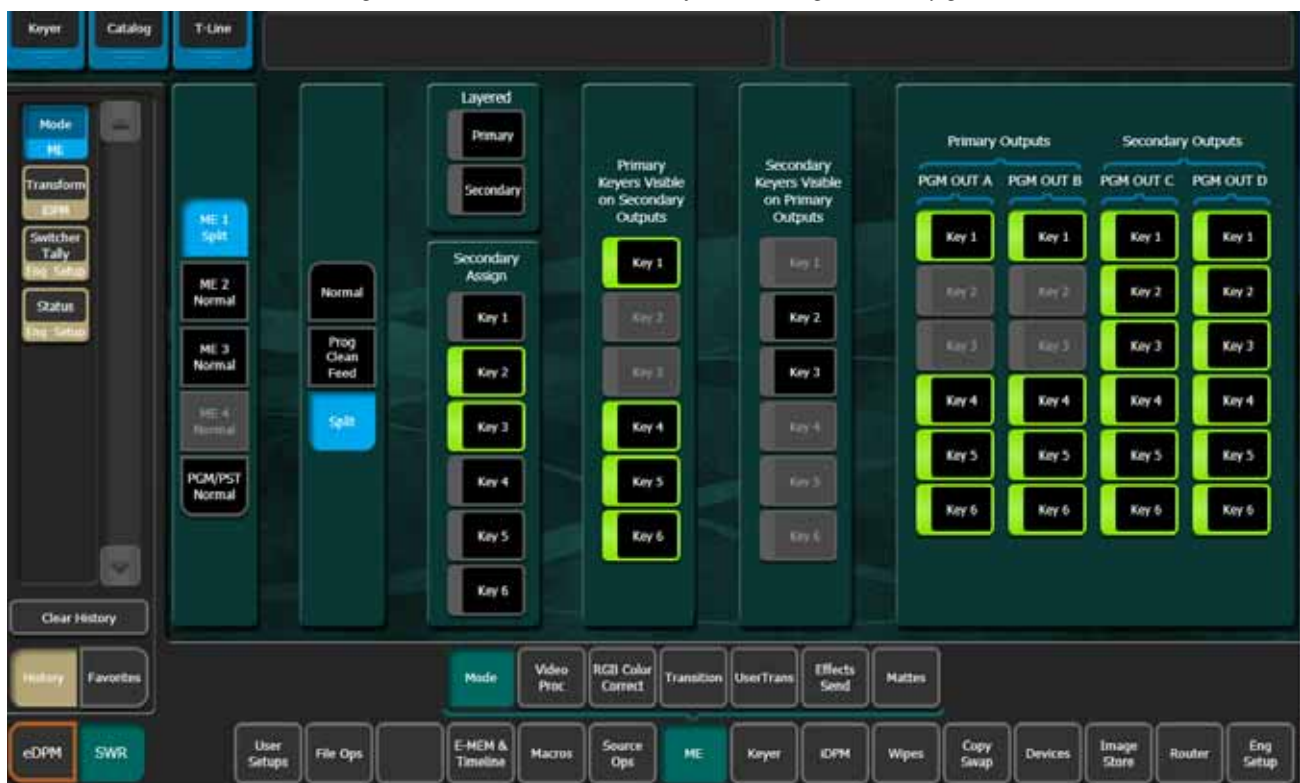 Keyer
Catalog
T-Line
Mode
ME
Transform
iDPM
Switcher
Tally
Eng Setup
Status
Eng Setup
Clear History
History
Favorites
eDPM
SWR
ME 1
Split
ME 2
Normal
ME 3
Normal
ME 4
Normal
PGM/PST
Normal
Normal
Prog
Clean
Feed
Split
Layered
Primary
Secondary
Secondary
Assign
Key 1
Key 2
Key 3
Key 4
Key 5
Key 6
Primary
Keyers Visible
on Secondary
Outputs
Key 1
Key 2
Key 3
Key 4
Key 5
Key 6
Secondary
Keyers Visible
on Primary
Outputs
Key 1
Key 2
Key 3
Key 4
Key 5
Key 6
Primary Outputs
Secondary Outputs
PGM OUT A
PGM OUT B
PGM OUT C
PGM OUT D
Key 1
Key 1
Key 1
Key 1
Key 2
Key 2
Key 2
Key 2
Key 3
Key 3
Key 3
Key 3
Key 4
Key 4
Key 4
Key 4
Key 5
Key 5
Key 5
Key 5
Key 6
Key 6
Key 6
Key 6
Mode
Video
Proc
RGB Color
Correct
Transition
UserTrans
Effects
Send
Mattes
User
Setups
File Ops
E-MEM &
Timeline
Macros
Source
Ops
ME
Keyer
iDPM
Wipes
Copy
Swap
Devices
Image
Store
Router
Eng
Setup